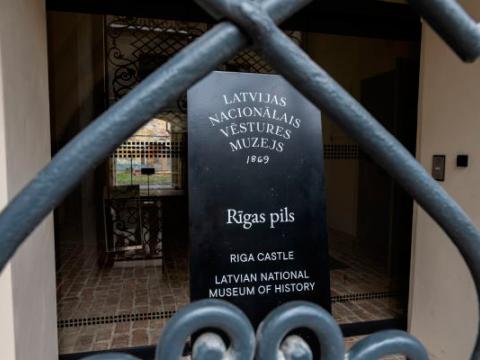 LATVIJAS
NACIONĀLAIS
VĒSTURES
MUZEJS
1869
Rīgas pils
RIGA CASTLE
LATVIAN NATIONAL
MUSEUM OF HISTORY